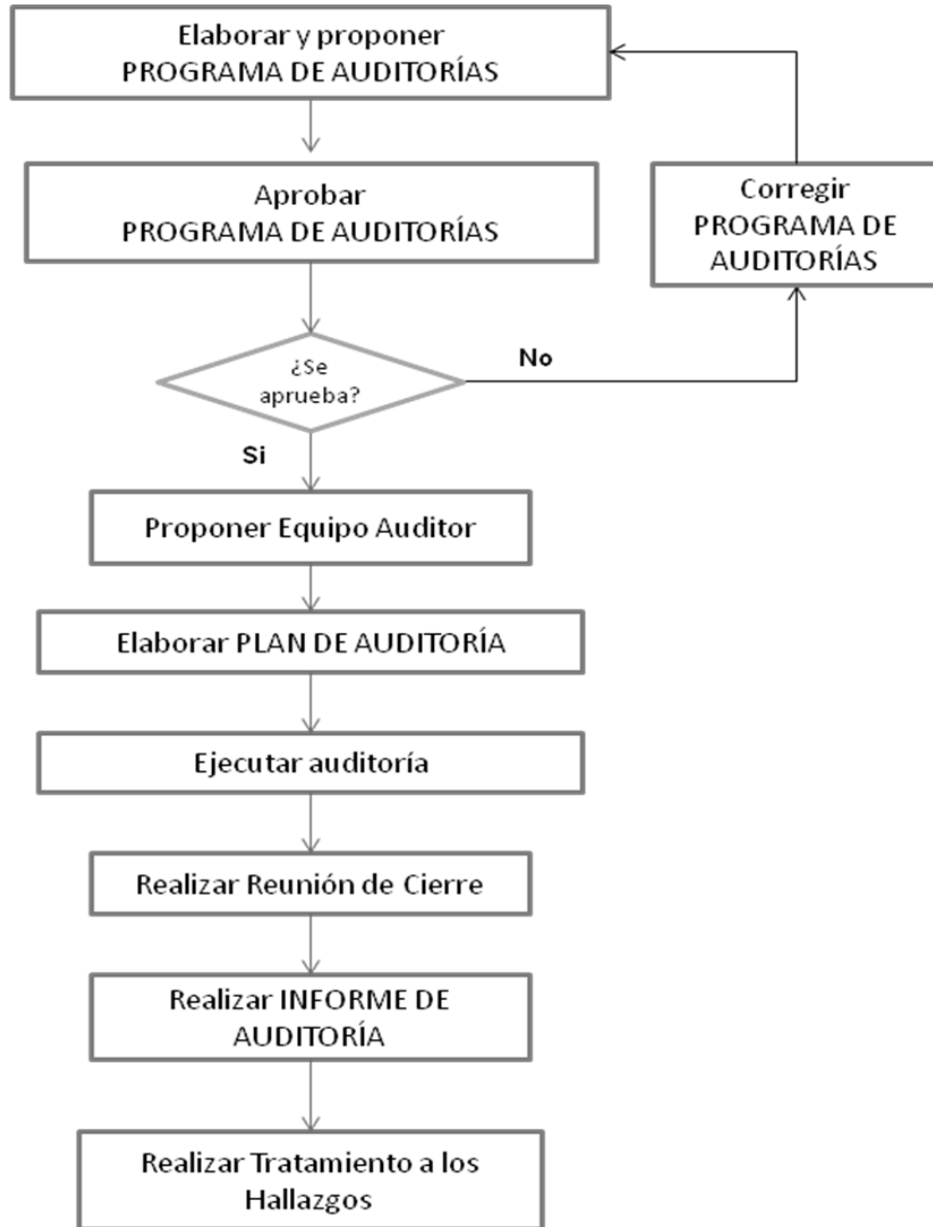 Elaborar y proponer
PROGRAMA DE AUDITORÍAS
Aprobar
PROGRAMA DE AUDITORÍAS
Corregir
PROGRAMA DE
AUDITORÍAS
¿Se
aprueba?
No
Si
Proponer Equipo Auditor
Elaborar PLAN DE AUDITORÍA
Ejecutar auditoría
Realizar Reunión de Cierre
Realizar INFORME DE
AUDITORÍA
Realizar Tratamiento a los
Hallazgos